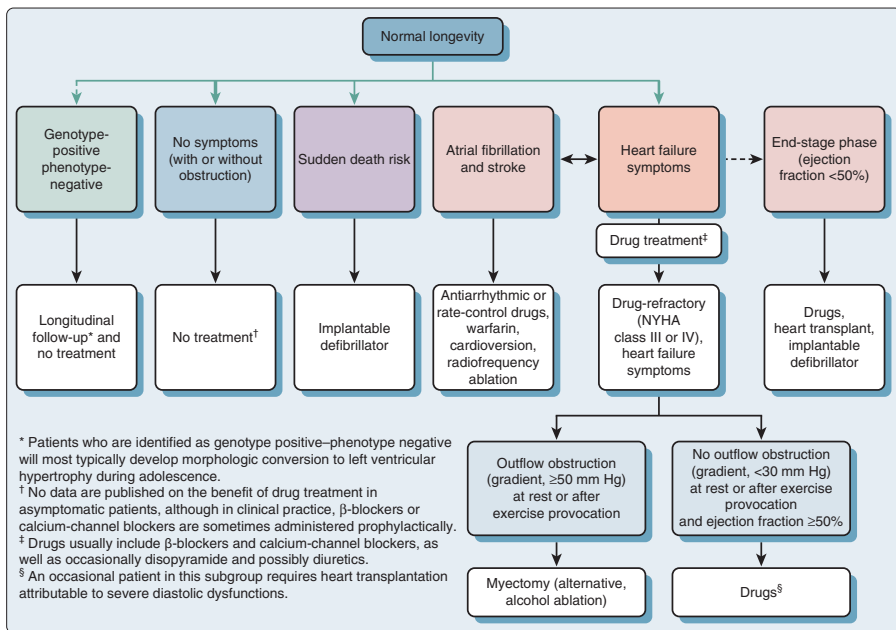 Normal longevity
Genotype-
positive
phenotype-
negative
No symptoms
(with or without
obstruction)
Sudden death risk
Atrial fibrillation
and stroke
Heart failure
symptoms
End-stage phase
(ejection
fraction <50%)
Drug treatment‡
Longitudinal
follow-up* and
no treatment
No treatment†
Implantable
defibrillator
Antiarrhythmic or
rate-control drugs,
warfarin,
cardioversion,
radiofrequency
ablation
Drug-refractory
(NYHA
class III or IV),
heart failure
symptoms
Drugs,
heart transplant,
implantable
defibrillator
Outflow obstruction
(gradient, ≥50 mm Hg)
at rest or after
exercise provocation
No outflow obstruction
(gradient, <30 mm Hg)
at rest or after exercise
provocation
and ejection fraction ≥50%
Myectomy (alternative,
alcohol ablation)
Drugs§
* Patients who are identified as genotype positive–phenotype negative
will most typically develop morphologic conversion to left ventricular
hypertrophy during adolescence.
† No data are published on the benefit of drug treatment in
asymptomatic patients, although in clinical practice, β-blockers or
calcium-channel blockers are sometimes administered prophylactically.
‡ Drugs usually include β-blockers and calcium-channel blockers, as
well as occasionally disopyramide and possibly diuretics.
§ An occasional patient in this subgroup requires heart transplantation
attributable to severe diastolic dysfunctions.